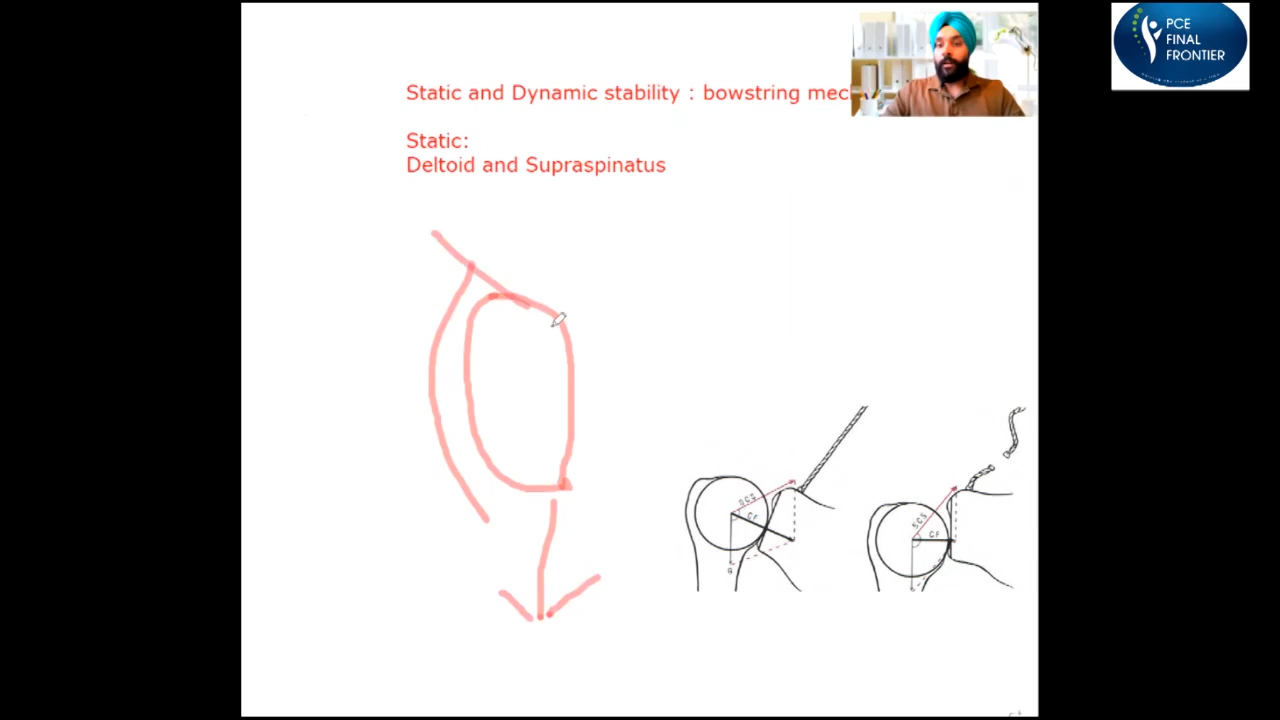 Static and Dynamic stability : bowstring mec
Static:
Deltoid and Supraspinatus
PCE
FINAL
FRONTIER
S.C.S
C.F
G
S.C.S
C.F